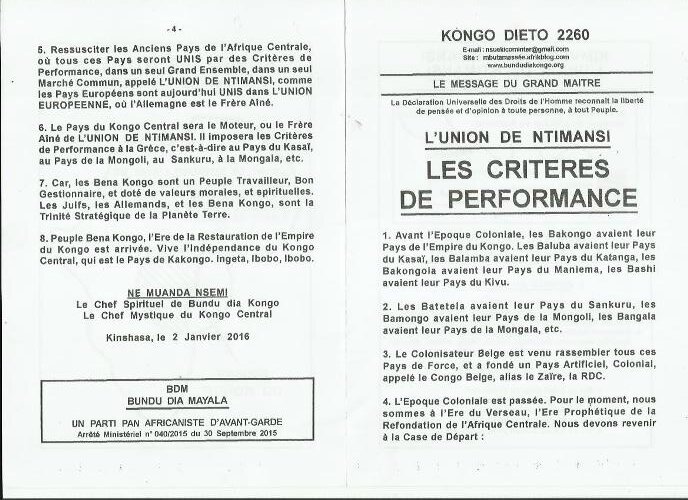 - 4 -
5. Ressusciter les Anciens Pays de l'Afrique Centrale,
où tous ces Pays seront UNIS par des Critères de
Performance, dans un seul Grand Ensemble, dans un seul
Marché Commun, appelé L'UNION DE NTIMANSI, comme
les Pays Européens sont aujourd'hui UNIS dans L'UNION
EUROPEENNE, où l'Allemagne est le Frère Aîné.
6. Le Pays du Kongo Central sera le Moteur, ou le Frère
Aîné de L'UNION DE NTIMANSI. Il imposera les Critères
de Performance à la Grèce, c'est-à-dire au Pays du Kasaï,
au Pays de la Mongoli, au Sankuru, à la Mongala, etc.
7. Car, les Bena Kongo sont un Peuple Travailleur, Bon
Gestionnaire, et doté de valeurs morales, et spirituelles.
Les Juifs, les Allemands, et les Bena Kongo, sont la
Trinité Stratégique de la Planète Terre.
8. Peuple Bena Kongo, l'Ere de la Restauration de l'Empire
du Kongo est arrivée. Vive l'Indépendance du Kongo
Central, qui est le Pays de Kakongo. Ingeta, Ibobo, Ibobo.
NE MUANDA NSEMI
Le Chef Spirituel de Bundu dia Kongo
Le Chef Mystique du Kongo Central
Kinshasa, le 2 Janvier 2016
BDM
BUNDU DIA MAYALA
UN PARTI PAN AFRICANISTE D'AVANT-GARDE
Arrêté Ministériel n° 040/2015 du 30 Septembre 2015
KONGO DIETO 2260
E-mail : nsuekicominter@gmail.com
Site : mbutamassée.afrikblog.com
www.bundudiakongo.org
LE MESSAGE DU GRAND MAITRE
La Déclaration Universelle des Droits de l'Homme reconnaît la liberté
de pensée et d'opinion à toute personne, à tout Peuple.
L'UNION DE NTIMANSI
LES CRITERES
DE PERFORMANCE
1. Avant l'Epoque Coloniale, les Bakongo avaient leur
Pays de l'Empire du Kongo. Les Baluba avaient leur Pays
du Kasaï, les Balamba avaient leur Pays du Katanga, les
Bakongola avaient leur Pays du Maniema, les Bashi
avaient leur Pays du Kivu.
2. Les Batetela avaient leur Pays du Sankuru, les
Bamongo avaient leur Pays de la Mongoli, les Bangala
avaient leur Pays de la Mongala, etc.
3. Le Colonisateur Belge est venu rassembler tous ces
Pays de Force, et a fondé un Pays Artificiel, Colonial,
appelé le Congo Belge, alias le Zaïre, la RDC.
4. L'Epoque Coloniale est passée. Pour le moment, nous
sommes à l'Ere du Verseau, l'Ere Prophétique de la
Refondation de l'Afrique Centrale. Nous devons revenir
à la Case de Départ :